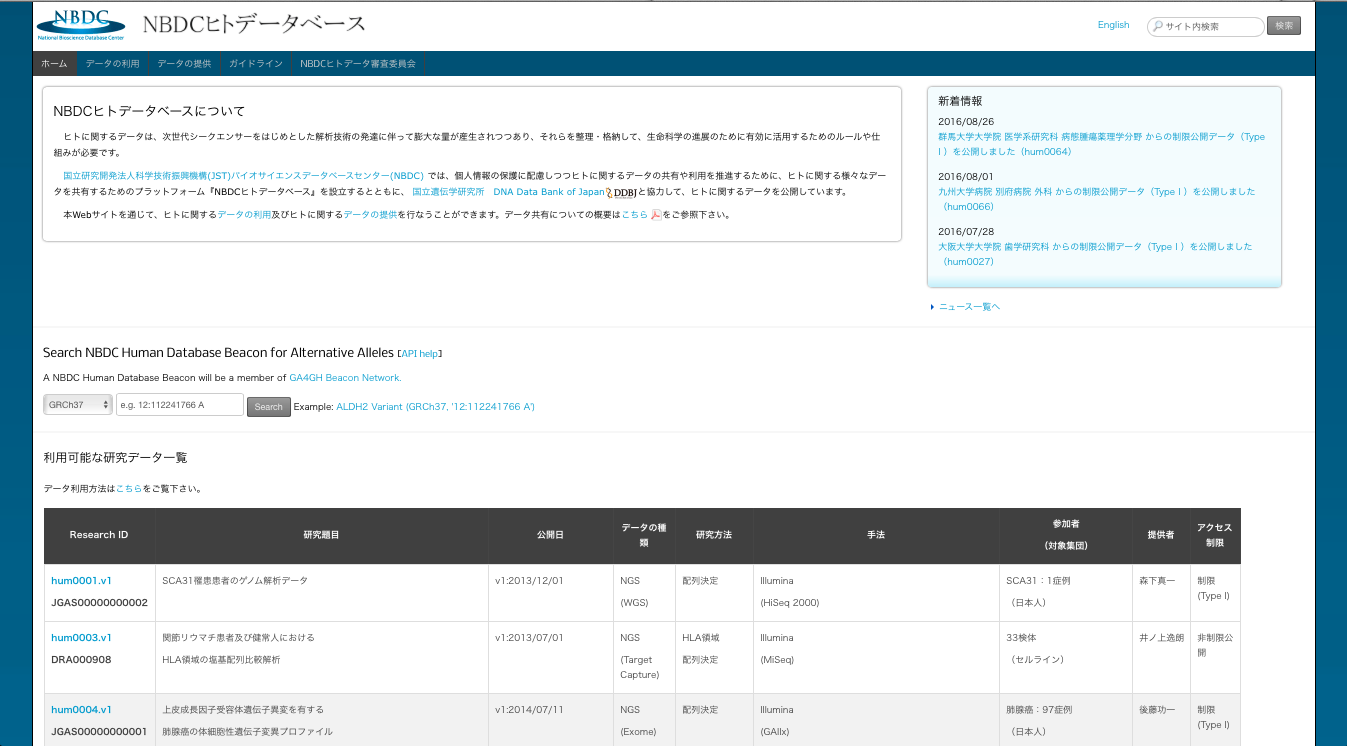 NBDC
National Bioscience Database Center
NBDCヒトデータベース
English
サイト内検索
検索
ホーム
データの利用
データの提供
ガイドライン
NBDCヒトデータ審査委員会
NBDCヒトデータベースについて
ヒトに関するデータは、次世代シークエンサーをはじめとした解析技術の発達に伴って膨大な量が産生されつつあり、それらを整理・格納して、生命科学の進展のために有効に活用するためのルールや仕
組みが必要です。
国立研究開発法人科学技術振興機構(JST)バイオサイエンスデータベースセンター(NBDC) では、個人情報の保護に配慮しつつヒトに関するデータの共有や利用を推進するために、ヒトに関する様々なデー
タを共有するためのプラットフォーム『NBDCヒトデータベース』を設立するとともに、 国立遺伝学研究所 DNA Data Bank of Japan DDBJと協力して、ヒトに関するデータを公開しています。
本Webサイトを通じて、ヒトに関するデータの利用及びヒトに関するデータの提供を行なうことができます。データ共有についての概要はこちら をご参照下さい。
新着情報
2016/08/26
群馬大学大学院 医学系研究科 病態腫瘍薬理学分野 からの制限公開データ（Type
I ）を公開しました（hum0064）
2016/08/01
九州大学病院 別府病院 外科 からの制限公開データ（Type I ）を公開しました
（hum0066）
2016/07/28
大阪大学大学院 歯学研究科 からの制限公開データ（Type I ）を公開しました
（hum0027）
ニュース一覧へ
Search NBDC Human Database Beacon for Alternative Alleles [API help]
A NBDC Human Database Beacon will be a member of GA4GH Beacon Network.
GRCh37
e.g. 12:112241766 A
Search
Example: ALDH2 Variant (GRCh37, '12:112241766 A')
利用可能な研究データ一覧
データ利用方法はこちらをご覧下さい。
Research ID
研究題目
公開日
データの種
類
研究方法
手法
参加者
（対象集団）
提供者
アクセス
制限
hum0001.v1
JGAS00000000002
SCA31罹患患者のゲノム解析データ
v1:2013/12/01
NGS
(WGS)
配列決定
Illumina
(HiSeq 2000)
SCA31：1症例
（日本人）
森下真一
制限
(Type I)
hum0003.v1
DRA000908
関節リウマチ患者及び健常人における
HLA領域の塩基配列比較解析
v1:2013/07/01
NGS
(Target
Capture)
HLA領域
配列決定
Illumina
(MiSeq)
33検体
（セルライン）
井ノ上逸朗
非制限公
開
hum0004.v1
JGAS00000000001
上皮成長因子受容体遺伝子異変を有する
肺腺癌の体細胞性遺伝子変異プロファイル
v1:2014/07/11
NGS
(Exome)
配列決定
Illumina
(GAIIx)
肺腺癌：97症例
（日本人）
後藤功一
制限
(Type I)